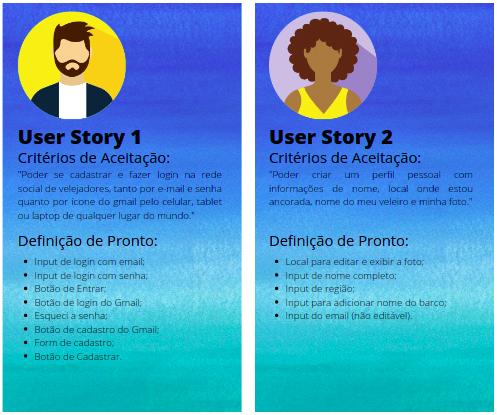 User Story 1
Critérios de Aceitação:
"Poder se cadastrar e fazer login na rede
social de velejadores, tanto por e-mail e senha
quanto por ícone do gmail pelo celular, tablet
ou laptop de qualquer lugar do mundo."
Definição de Pronto:
Input de login com email;
Input de login com senha;
Botão de Entrar;
Botão de login do Gmail;
Esqueci a senha;
Botão de cadastro do Gmail;
Form de cadastro;
Botão de Cadastrar.
User Story 2
Critérios de Aceitação:
"Poder criar um perfil pessoal com
informações de nome, local onde estou
ancorada, nome do meu veleiro e minha foto."
Definição de Pronto:
Local para editar e exibir a foto;
Input de nome completo;
Input de região;
Input para adicionar nome do barco;
Input do email (não editável).